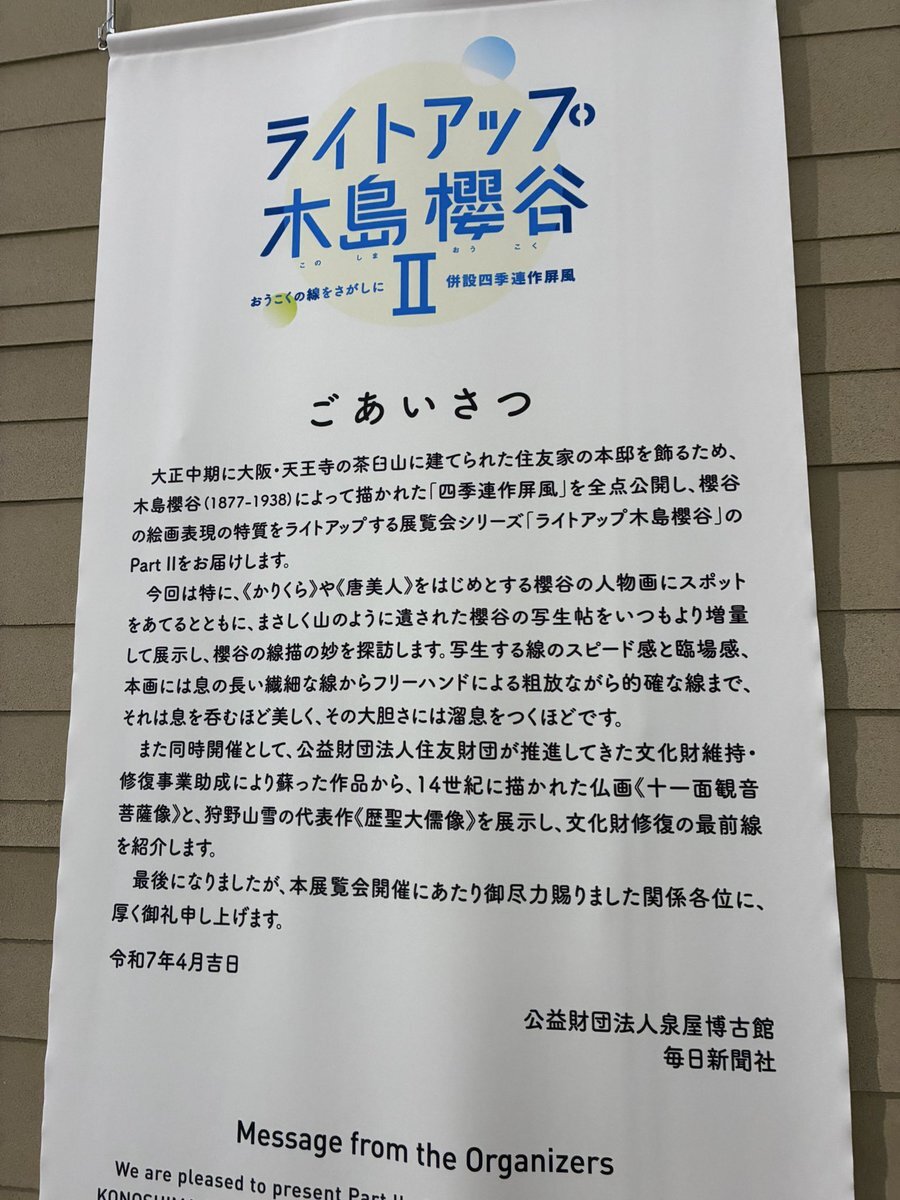 ライトアップ
木島櫻谷
このしま おうこく
おうこくの線をさがしに Ⅱ 併設四季連作屏風
ごあいさつ
大正中期に大阪・天王寺の茶臼山に建てられた住友家の本邸を飾るため、
木島櫻谷(1877-1938)によって描かれた「四季連作屏風」を全点公開し、櫻谷
の絵画表現の特質をライトアップする展覧会シリーズ「ライトアップ木島櫻谷」の
Part IIをお届けします。
今回は特に、《かりくら》や《唐美人》をはじめとする櫻谷の人物画にスポット
をあてるとともに、まさしく山のように遺された櫻谷の写生帖をいつもより増量
して展示し、櫻谷の線描の妙を探訪します。写生する線のスピード感と臨場感、
本画には息の長い繊細な線からフリーハンドによる粗放ながら的確な線まで、
それは息を呑むほど美しく、その大胆さには溜息をつくほどです。
また同時開催として、公益財団法人住友財団が推進してきた文化財維持・
修復事業助成により蘇った作品から、14世紀に描かれた仏画《十一面観音
菩薩像》と、狩野山雪の代表作《歴聖大儒像》を展示し、文化財修復の最前線
を紹介します。
最後になりましたが、本展覧会開催にあたり御尽力賜りました関係各位に、
厚く御礼申し上げます。
令和7年4月吉日
公益財団法人泉屋博古館
毎日新聞社
Message from the Organizers
We are pleased to present Part II